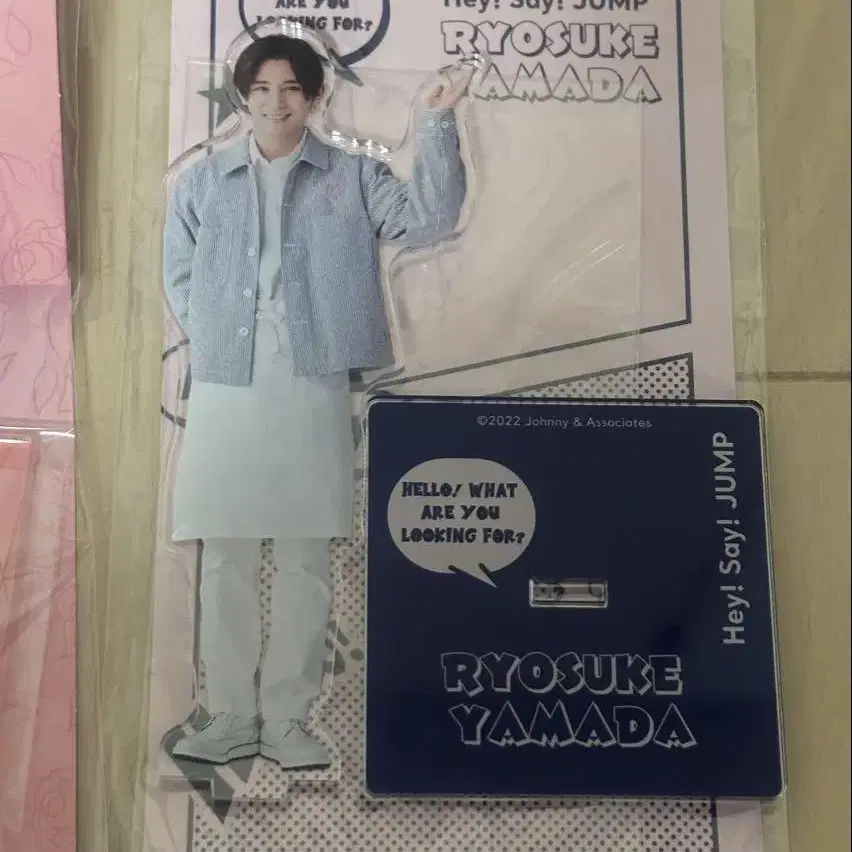 ARE YOU
LOOKING FOR?
Hey! Say! JUMP
RYOSUKE
YAMADA
©2022 Johnny & Associates
HELLO! WHAT
ARE YOU
LOOKING FOR?
Hey! Say! JUMP
RYOSUKE
YAMADA